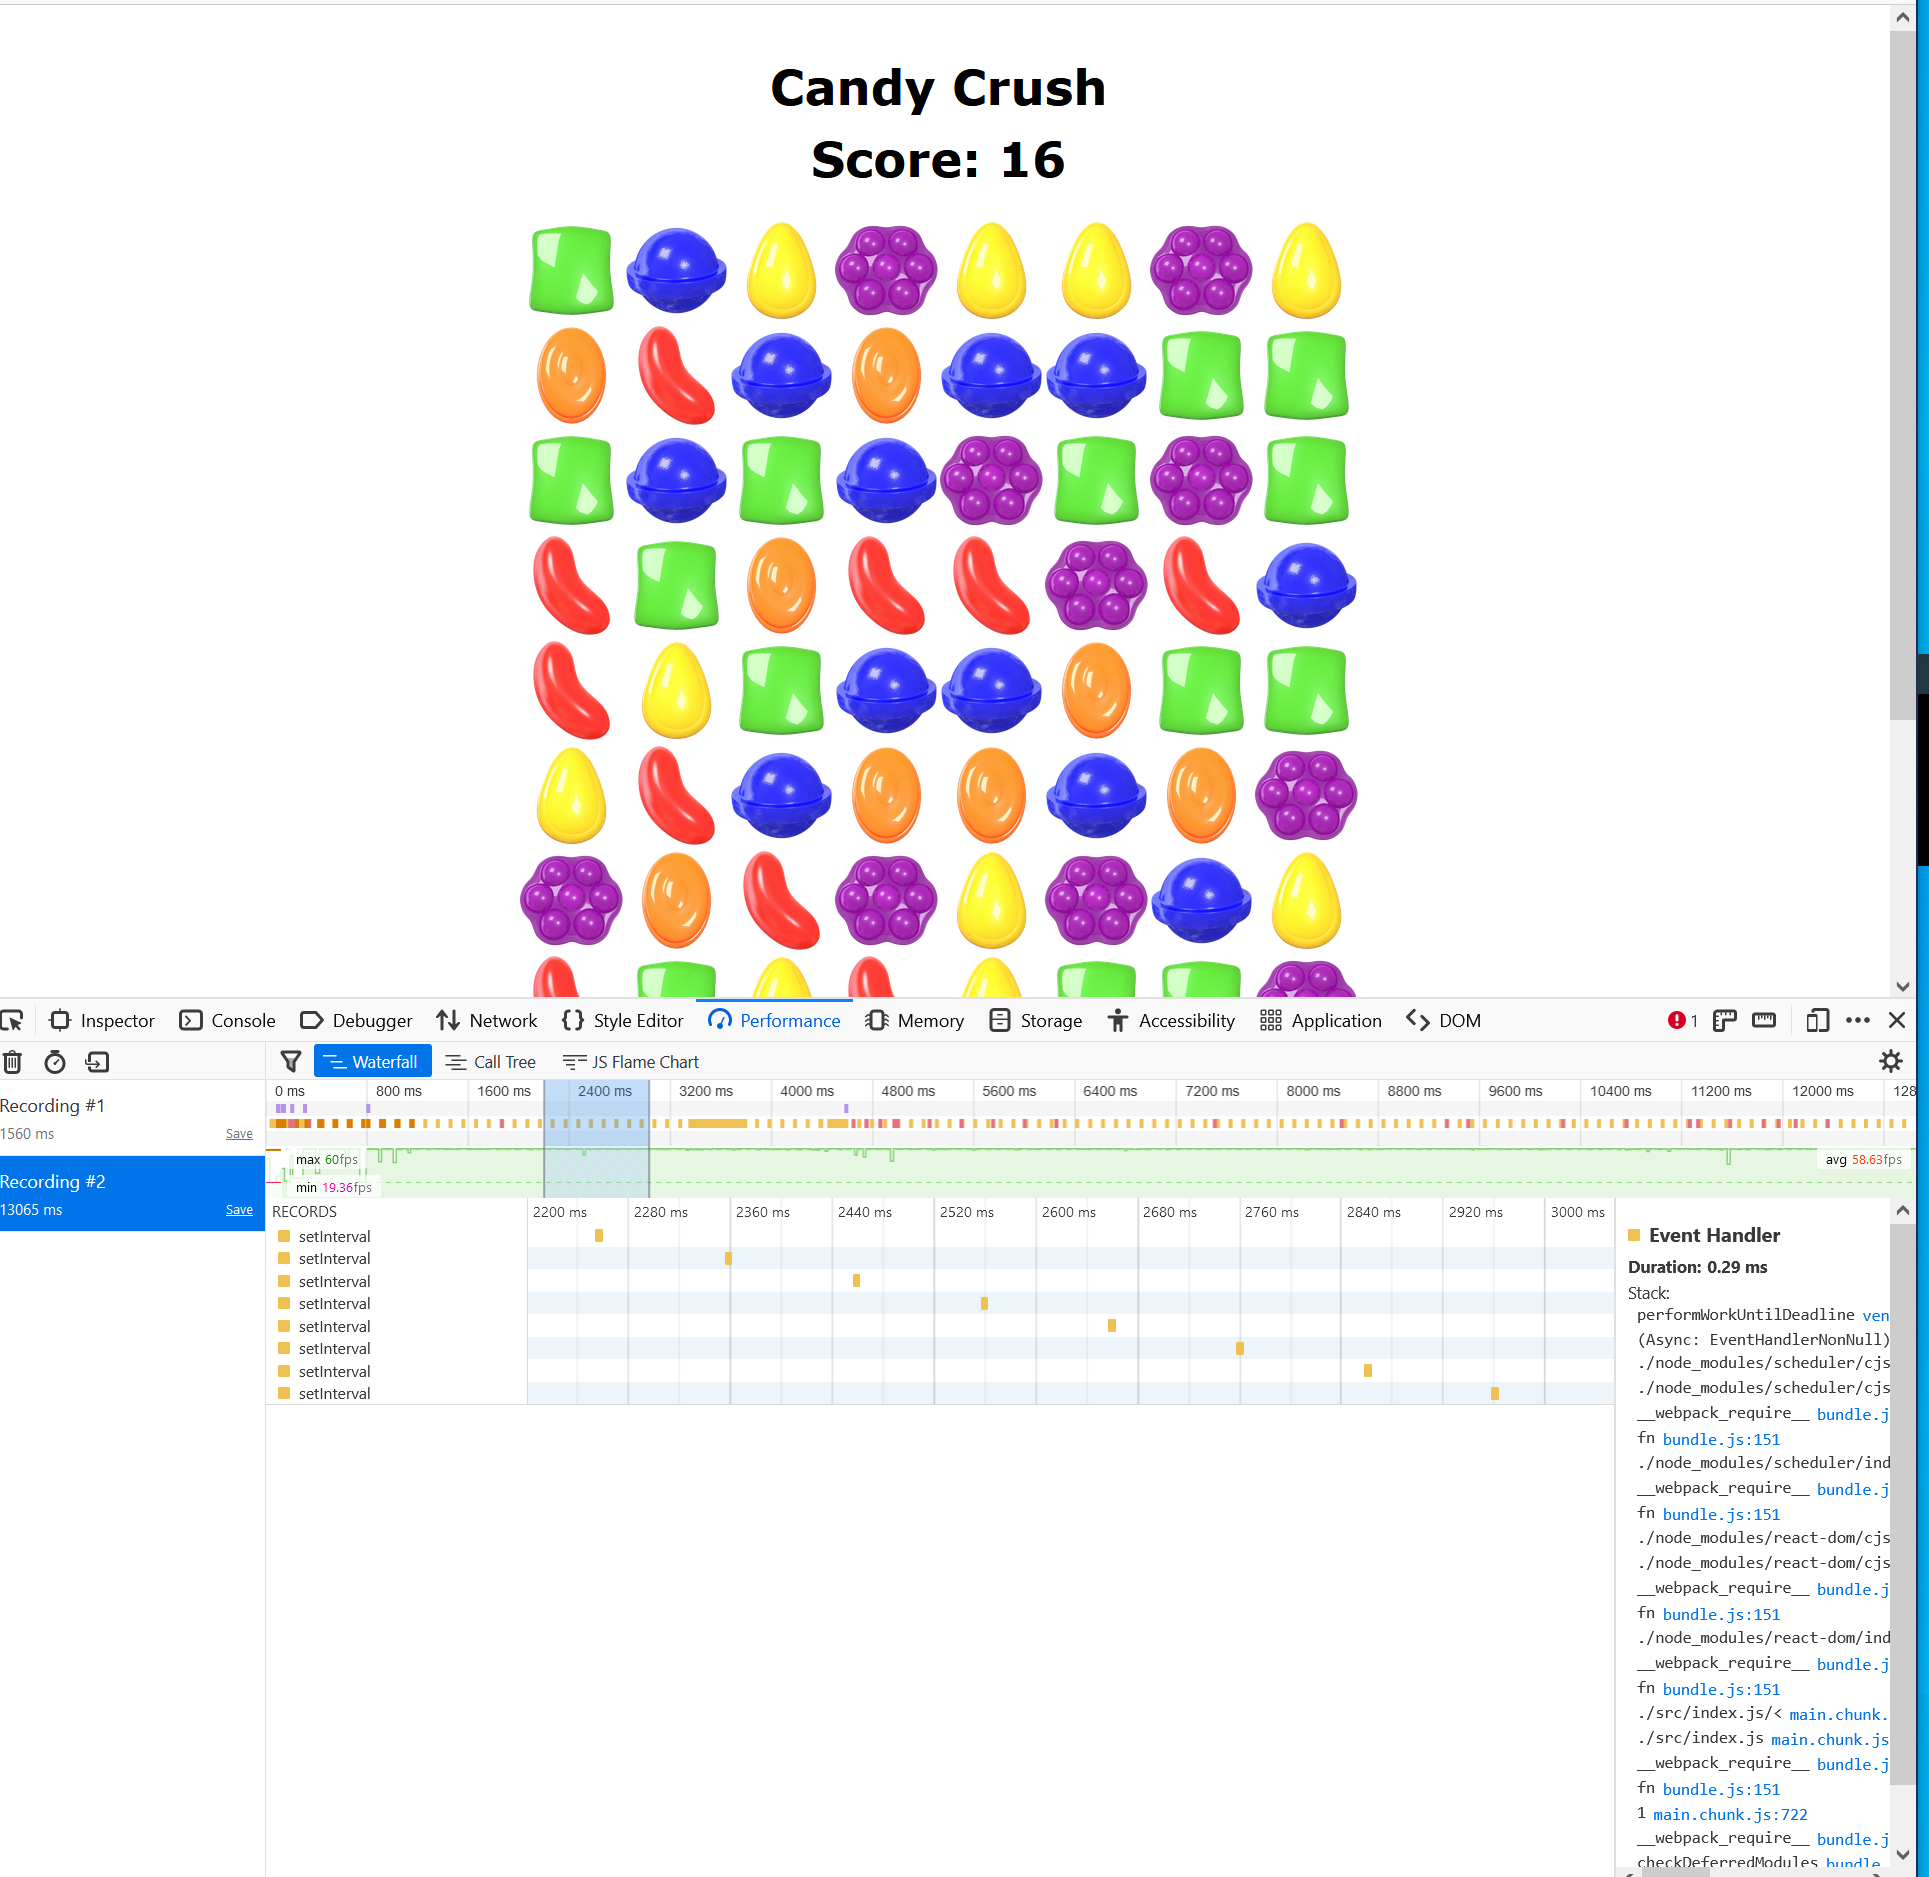 Candy Crush
Score: 16
Inspector Console Debugger Network Style Editor Performance Memory Storage Accessibility Application DOM 1
Waterfall Call Tree JS Flame Chart
Recording #1
1560 ms Save
Recording #2
13065 ms Save
0 ms 800 ms 1600 ms 2400 ms 3200 ms 4000 ms 4800 ms 5600 ms 6400 ms 7200 ms 8000 ms 8800 ms 9600 ms 10400 ms 11200 ms 12000 ms 128
max 60fps avg 58.63fps
min 19.36fps
RECORDS 2200 ms 2280 ms 2360 ms 2440 ms 2520 ms 2600 ms 2680 ms 2760 ms 2840 ms 2920 ms 3000 ms
setInterval
setInterval
setInterval
setInterval
setInterval
setInterval
setInterval
setInterval
Event Handler
Duration: 0.29 ms
Stack:
performWorkUntilDeadline ven
(Async: EventHandlerNonNull)
./node_modules/scheduler/cjs
./node_modules/scheduler/cjs
__webpack_require__ bundle.j
fn bundle.js:151
./node_modules/scheduler/ind
__webpack_require__ bundle.j
fn bundle.js:151
./node_modules/react-dom/cjs
./node_modules/react-dom/cjs
__webpack_require__ bundle.j
fn bundle.js:151
./node_modules/react-dom/ind
__webpack_require__ bundle.j
fn bundle.js:151
./src/index.js/< main.chunk.
./src/index.js main.chunk.js
__webpack_require__ bundle.j
fn bundle.js:151
1 main.chunk.js:722
__webpack_require__ bundle.j
checkDeferredModules bundle